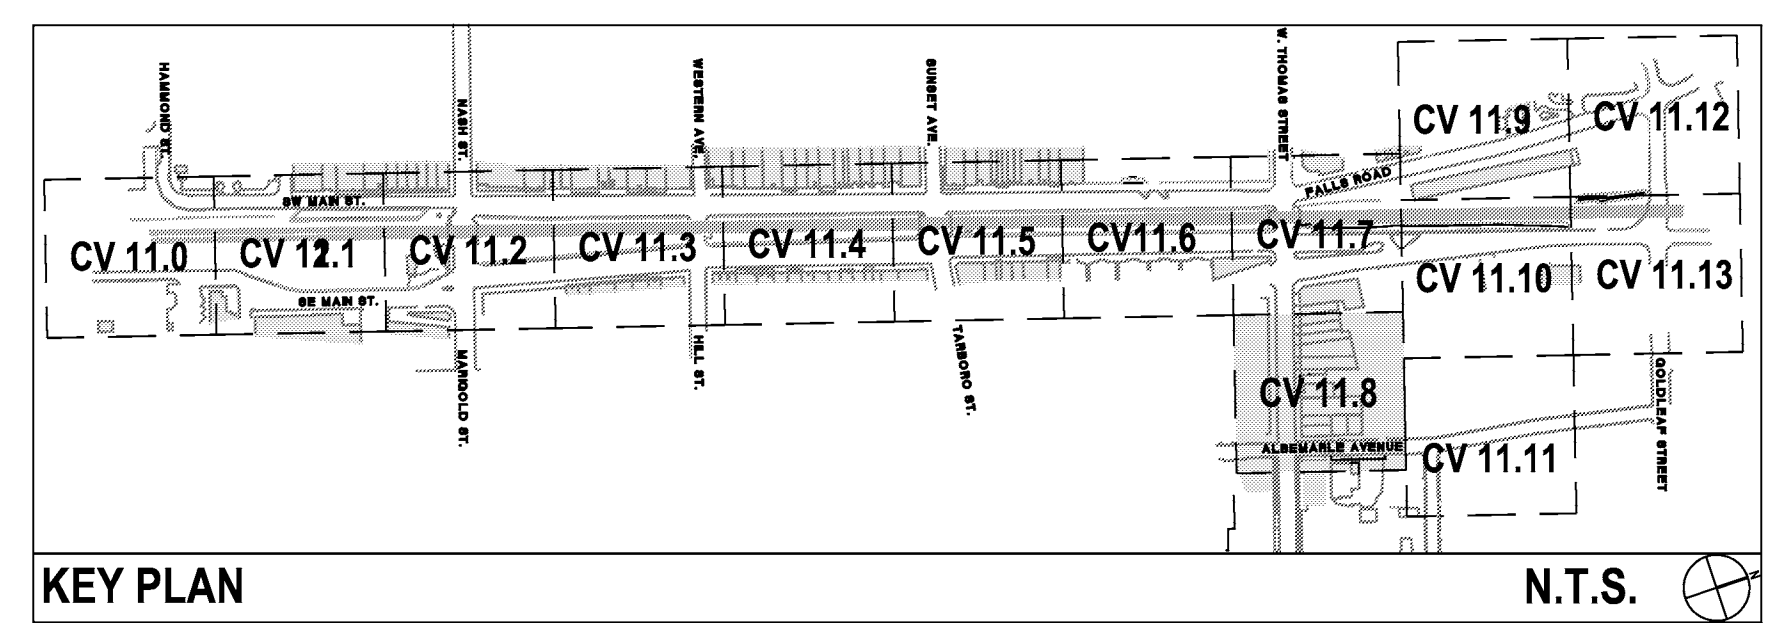 HAMMOND ST.
NASH ST.
WESTERN AVE.
SUNSET AVE.
W. THOMAS STREET
CV 11.9
CV 11.12
FALLS ROAD
SW MAIN ST.
CV 11.0
CV 11.2
CV 11.3
CV 11.4
CV 11.5
CV11.6
CV 11.7
CV 11.10
CV 11.13
SE MAIN ST.
MARIGOLD ST.
HILL ST.
TARBORO ST.
CV 11.8
GOLDLEAF STREET
ALBEMARLE AVENUE
CV 11.11
KEY PLAN
N.T.S.
N